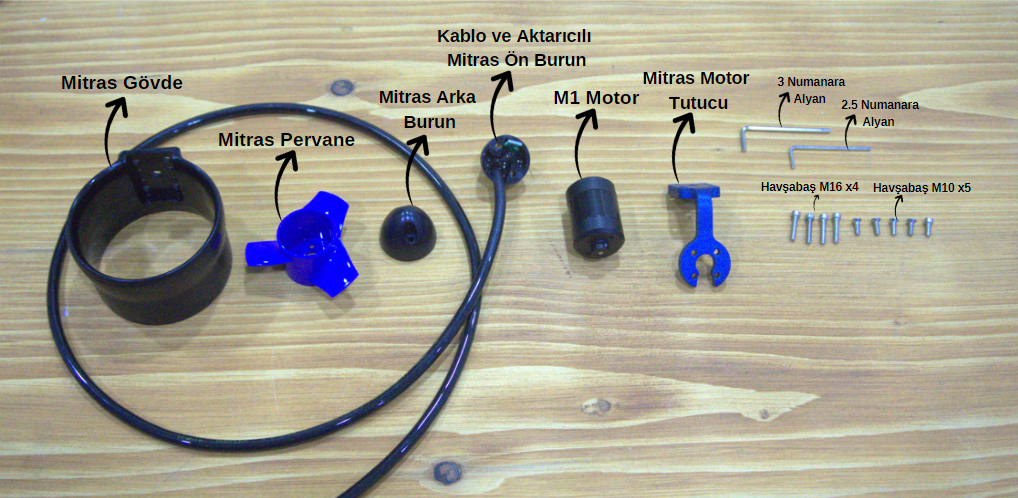 Kablo ve Aktarıcılı
Mitras Ön Burun
Mitras Gövde
Mitras Arka
Burun
M1 Motor
Mitras Motor
Tutucu
3 Numanara
Alyan
2.5 Numanara
Alyan
Mitras Pervane
Havşabaş M16 x4
Havşabaş M10 x5